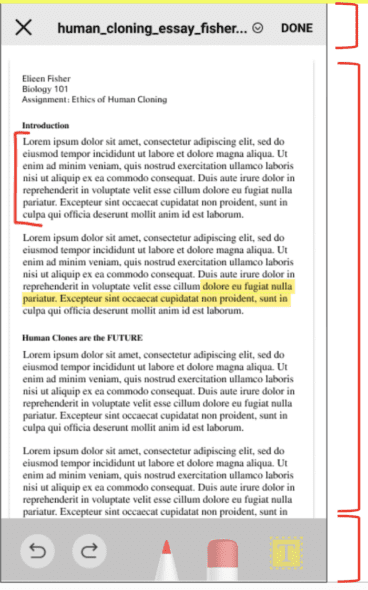 human_cloning_essay_fisher... DONE
Eileen Fisher
Biology 101
Assignment: Ethics of Human Cloning
Introduction
Lorem ipsum dolor sit amet, consectetur adipiscing elit, sed do
eiusmod tempor incididunt ut labore et dolore magna aliqua. Ut
enim ad minim veniam, quis nostrud exercitation ullamco laboris
nisi ut aliquip ex ea commodo consequat. Duis aute irure dolor in
reprehenderit in voluptate velit esse cillum dolore eu fugiat nulla
pariatur. Excepteur sint occaecat cupidatat non proident, sunt in
culpa qui officia deserunt mollit anim id est laborum.
Lorem ipsum dolor sit amet, consectetur adipiscing elit, sed do
eiusmod tempor incididunt ut labore et dolore magna aliqua. Ut
enim ad minim veniam, quis nostrud exercitation ullamco laboris
nisi ut aliquip ex ea commodo consequat. Duis aute irure dolor in
reprehenderit in voluptate velit esse cillum dolore eu fugiat nulla
pariatur. Excepteur sint occaecat cupidatat non proident, sunt in
culpa qui officia deserunt mollit anim id est laborum.
Human Clones are the FUTURE
Lorem ipsum dolor sit amet, consectetur adipiscing elit, sed do
eiusmod tempor incididunt ut labore et dolore magna aliqua. Ut
enim ad minim veniam, quis nostrud exercitation ullamco laboris
nisi ut aliquip ex ea commodo consequat. Duis aute irure dolor in
reprehenderit in voluptate velit esse cillum dolore eu fugiat nulla
pariatur. Excepteur sint occaecat cupidatat non proident, sunt in
culpa qui officia deserunt mollit anim id est laborum.
Lorem ipsum dolor sit amet, consectetur adipiscing elit, sed do
eiusmod tempor incididunt ut labore et dolore magna aliqua. Ut
enim ad minim veniam, quis nostrud exercitation ullamco laboris
nisi ut aliquip ex ea commodo consequat. Duis aute irure dolor in
reprehenderit in voluptate velit esse cillum dolore eu fugiat nulla
pariatur. Excepteur sint occaecat cupidatat non proident, sunt in
T